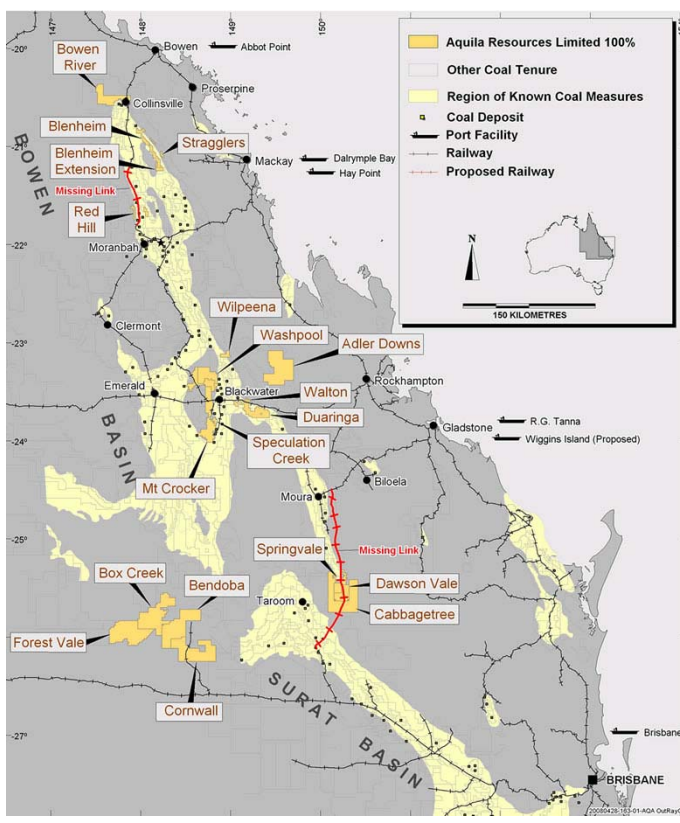 147°
148°
149°
150°
-20°
-21°
-22°
-23°
-24°
-25°
-27°
Aquila Resources Limited 100%
Other Coal Tenure
Region of Known Coal Measures
Coal Deposit
Port Facility
Railway
Proposed Railway
N
150 KILOMETRES
Bowen
River
Bowen
Abbot Point
Proserpine
Collinsville
Blenheim
Stragglers
Blenheim
Extension
Mackay
Dalrymple Bay
Hay Point
Missing Link
Red
Hill
Moranbah
BOWEN
BASIN
Clermont
Wilpeena
Washpool
Adler Downs
Emerald
Blackwater
Walton
Rockhampton
Duaringa
Gladstone
R.G. Tanna
Wiggins Island (Proposed)
Speculation
Creek
Mt Crocker
Moura
Biloela
Springvale
Missing Link
Dawson Vale
Cabbagetree
Box Creek
Bendoba
Taroom
Forest Vale
Cornwall
SURAT BASIN
Brisbane
BRISBANE